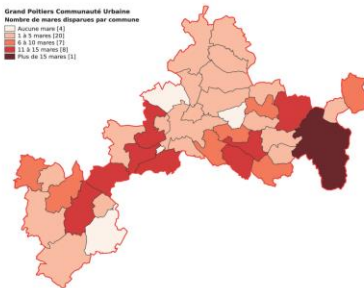 Grand Poitiers Communauté Urbaine
Nombre de mares disparues par commune
Aucune mare [4]
1 à 5 mares [20]
6 à 10 mares [7]
11 à 15 mares [8]
Plus de 15 mares [1]